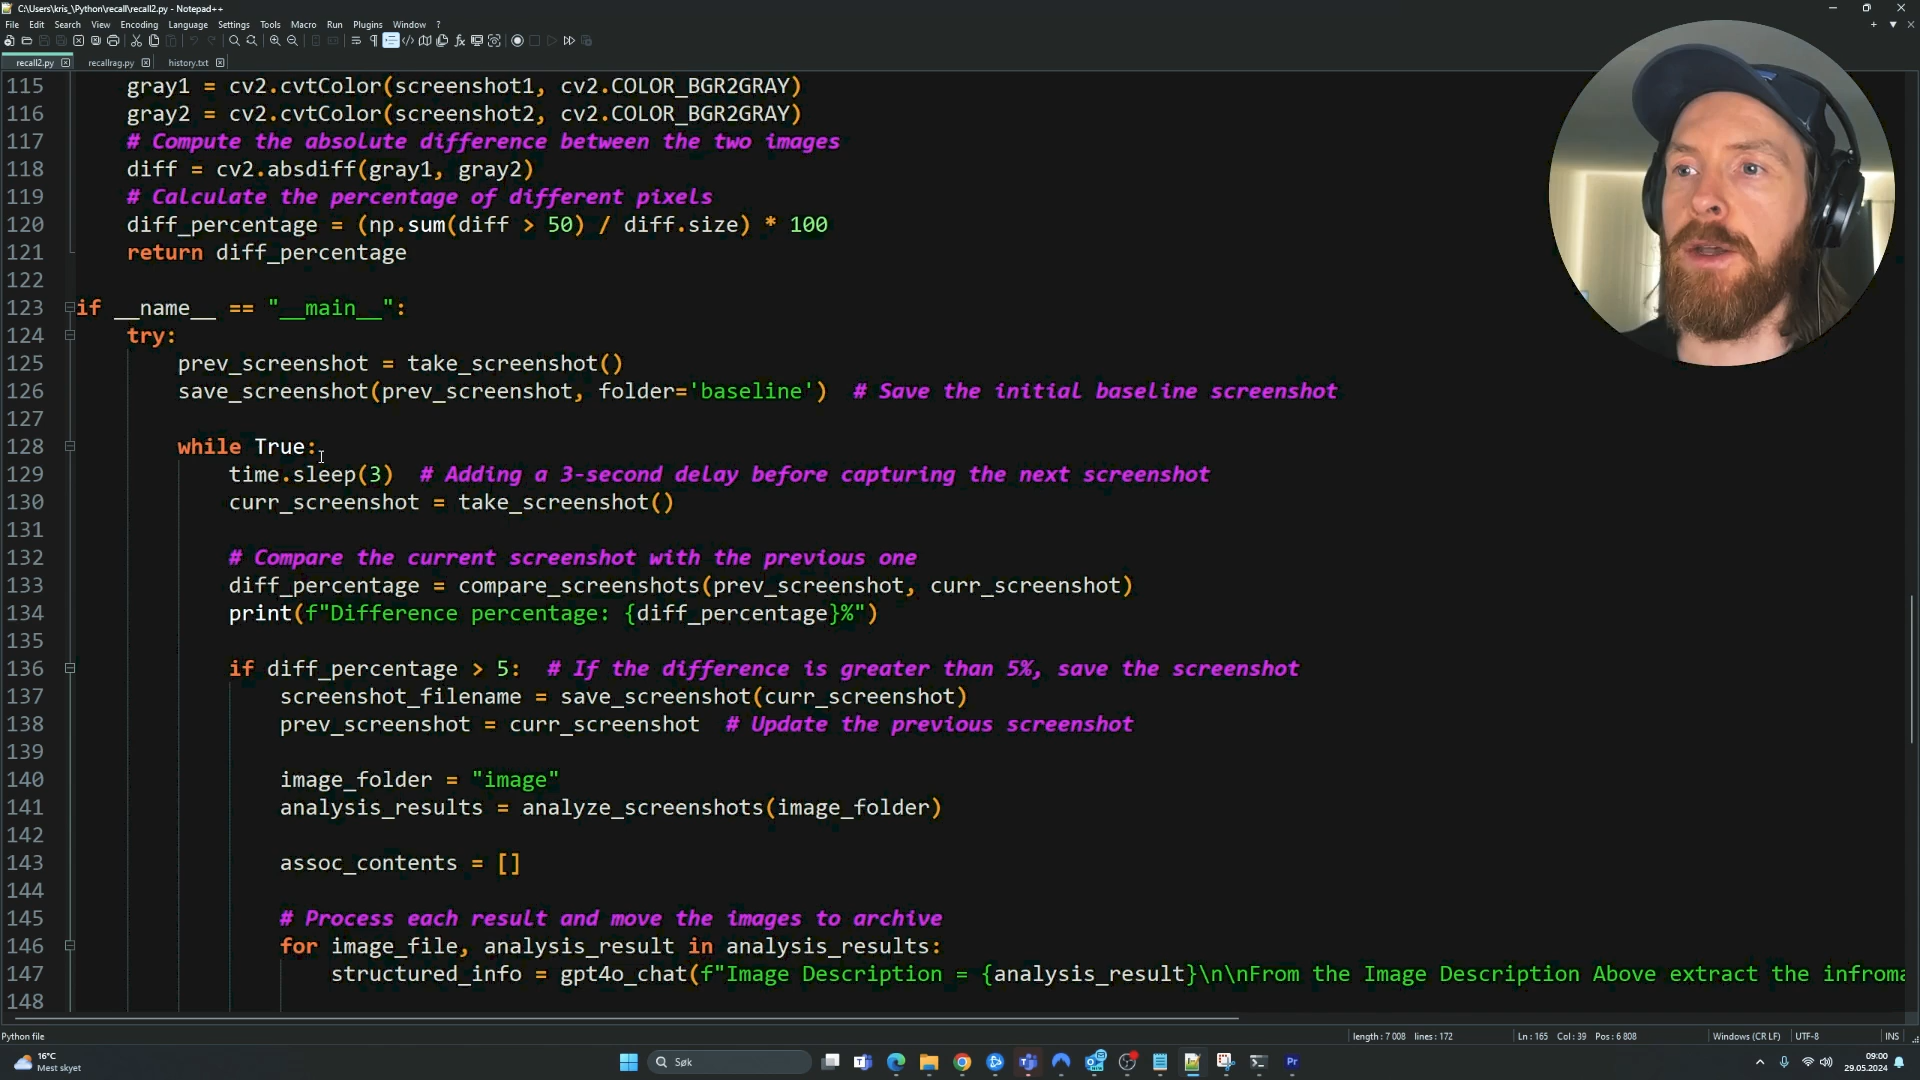 C:\Users\kris_\Python\recall\recall2.py - Notepad++
File Edit Search View Encoding Language Settings Tools Macro Run Plugins Window ?
recall2.py recallrag.py history.txt
115 gray1 = cv2.cvtColor(screenshot1, cv2.COLOR_BGR2GRAY)
116 gray2 = cv2.cvtColor(screenshot2, cv2.COLOR_BGR2GRAY)
117 # Compute the absolute difference between the two images
118 diff = cv2.absdiff(gray1, gray2)
119 # Calculate the percentage of different pixels
120 diff_percentage = (np.sum(diff > 50) / diff.size) * 100
121 return diff_percentage
122
123 if __name__ == "__main__":
124 try:
125 prev_screenshot = take_screenshot()
126 save_screenshot(prev_screenshot, folder='baseline') # Save the initial baseline screenshot
127
128 while True:
129 time.sleep(3) # Adding a 3-second delay before capturing the next screenshot
130 curr_screenshot = take_screenshot()
131
132 # Compare the current screenshot with the previous one
133 diff_percentage = compare_screenshots(prev_screenshot, curr_screenshot)
134 print(f"Difference percentage: {diff_percentage}%")
135
136 if diff_percentage > 5: # If the difference is greater than 5%, save the screenshot
137 screenshot_filename = save_screenshot(curr_screenshot)
138 prev_screenshot = curr_screenshot # Update the previous screenshot
139
140 image_folder = "image"
141 analysis_results = analyze_screenshots(image_folder)
142
143 assoc_contents = []
144
145 # Process each result and move the images to archive
146 for image_file, analysis_result in analysis_results:
147 structured_info = gpt4o_chat(f"Image Description = {analysis_result}\n\nFrom the Image Description Above extract the infroma
148
Python file length : 7 008 lines : 172 Ln : 165 Col : 39 Pos : 6 808 Windows (CR LF) UTF-8 INS
16°C
Mest skyet
Søk
09:00
29.05.2024